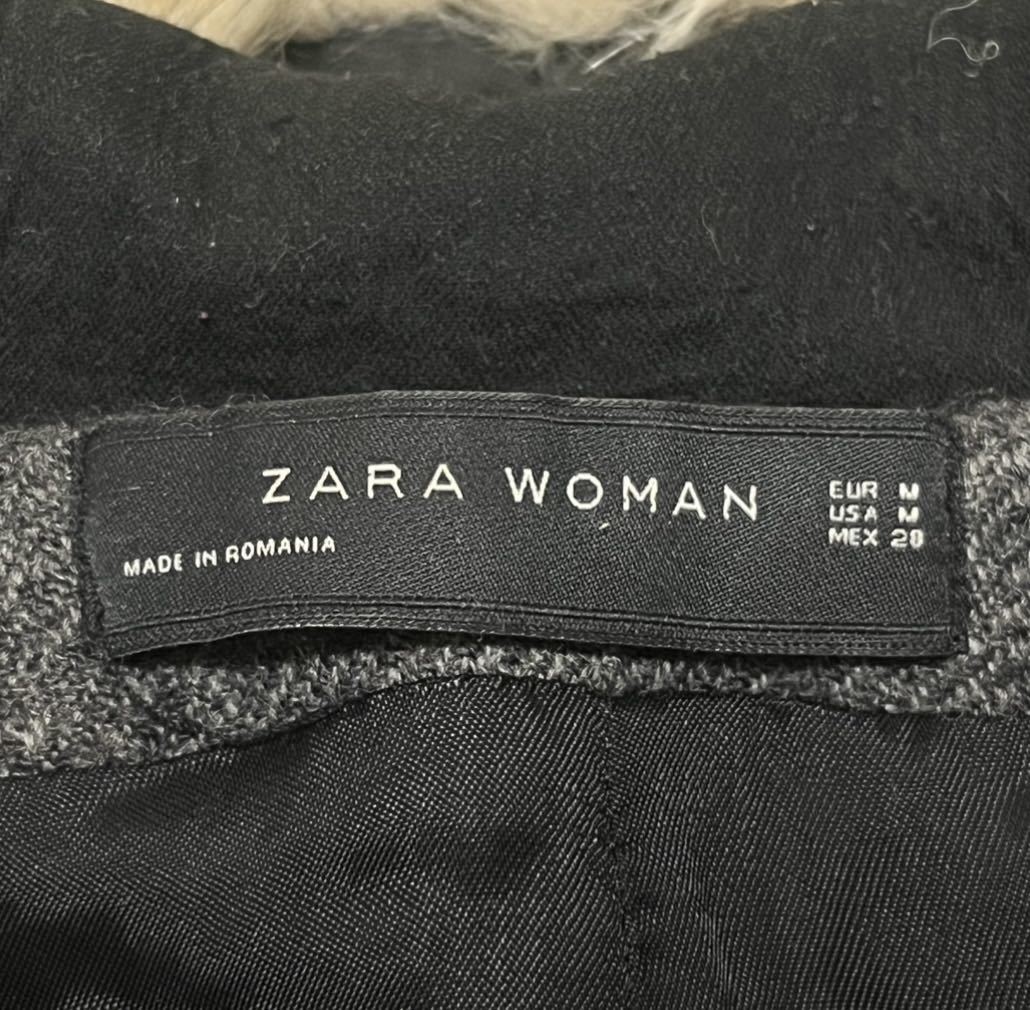 ZARA WOMAN
MADE IN ROMANIA
EUR M
USA M
MEX 28